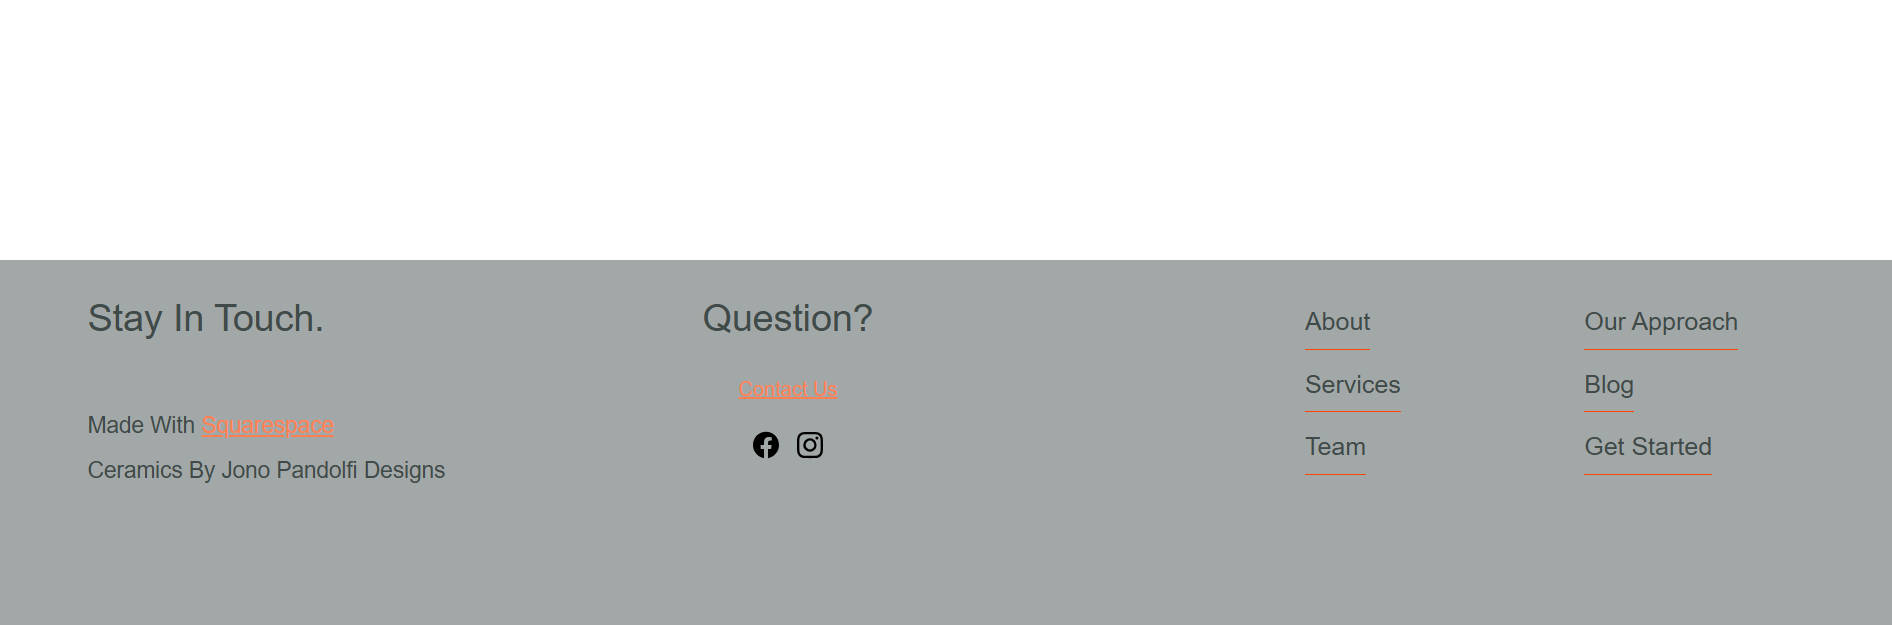 Stay In Touch.
Made With Squarespace
Ceramics By Jono Pandolfi Designs
Question?
Contact Us
About
Services
Team
Our Approach
Blog
Get Started